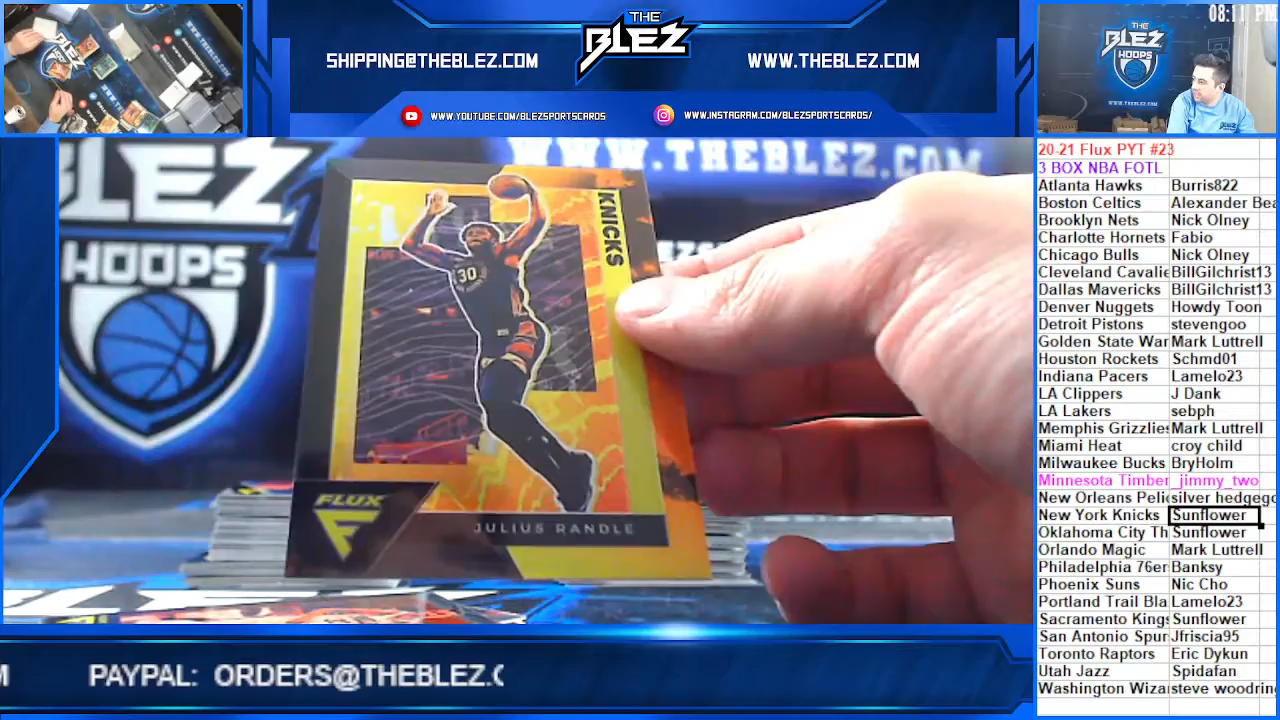 THE
BLEZ
SHIPPING@THEBLEZ.COM
WWW.THEBLEZ.COM
WWW.YOUTUBE.COM/BLEZSPORTSCARDS
WWW.INSTAGRAM.COM/BLEZSPORTSCARDS/
08:11 PM
THE
BLEZ
HOOPS
WWW.THEBLEZ.COM
WWW.THEBLEZ.COM
BLEZ
HOOPS
KNICKS
30
FLUX
JULIUS RANDLE
20-21 Flux PYT #23
3 BOX NBA FOTL
Atlanta Hawks Burris822
Boston Celtics Alexander Bea
Brooklyn Nets Nick Olney
Charlotte Hornets Fabio
Chicago Bulls Nick Olney
Cleveland Cavalie BillGilchrist13
Dallas Mavericks BillGilchrist13
Denver Nuggets Howdy Toon
Detroit Pistons stevengoo
Golden State War Mark Luttrell
Houston Rockets Schmd01
Indiana Pacers Lamelo23
LA Clippers J Dank
LA Lakers sebph
Memphis Grizzlies Mark Luttrell
Miami Heat croy child
Milwaukee Bucks BryHolm
Minnesota Timber _jimmy_two
New Orleans Peli silver hedgeg
New York Knicks Sunflower
Oklahoma City Th Sunflower
Orlando Magic Mark Luttrell
Philadelphia 76er Banksy
Phoenix Suns Nic Cho
Portland Trail Bla Lamelo23
Sacramento Kings Sunflower
San Antonio Spur Jfriscia95
Toronto Raptors Eric Dykun
Utah Jazz Spidafan
Washington Wiza steve woodrin
M PAYPAL: ORDERS@THEBLEZ.C